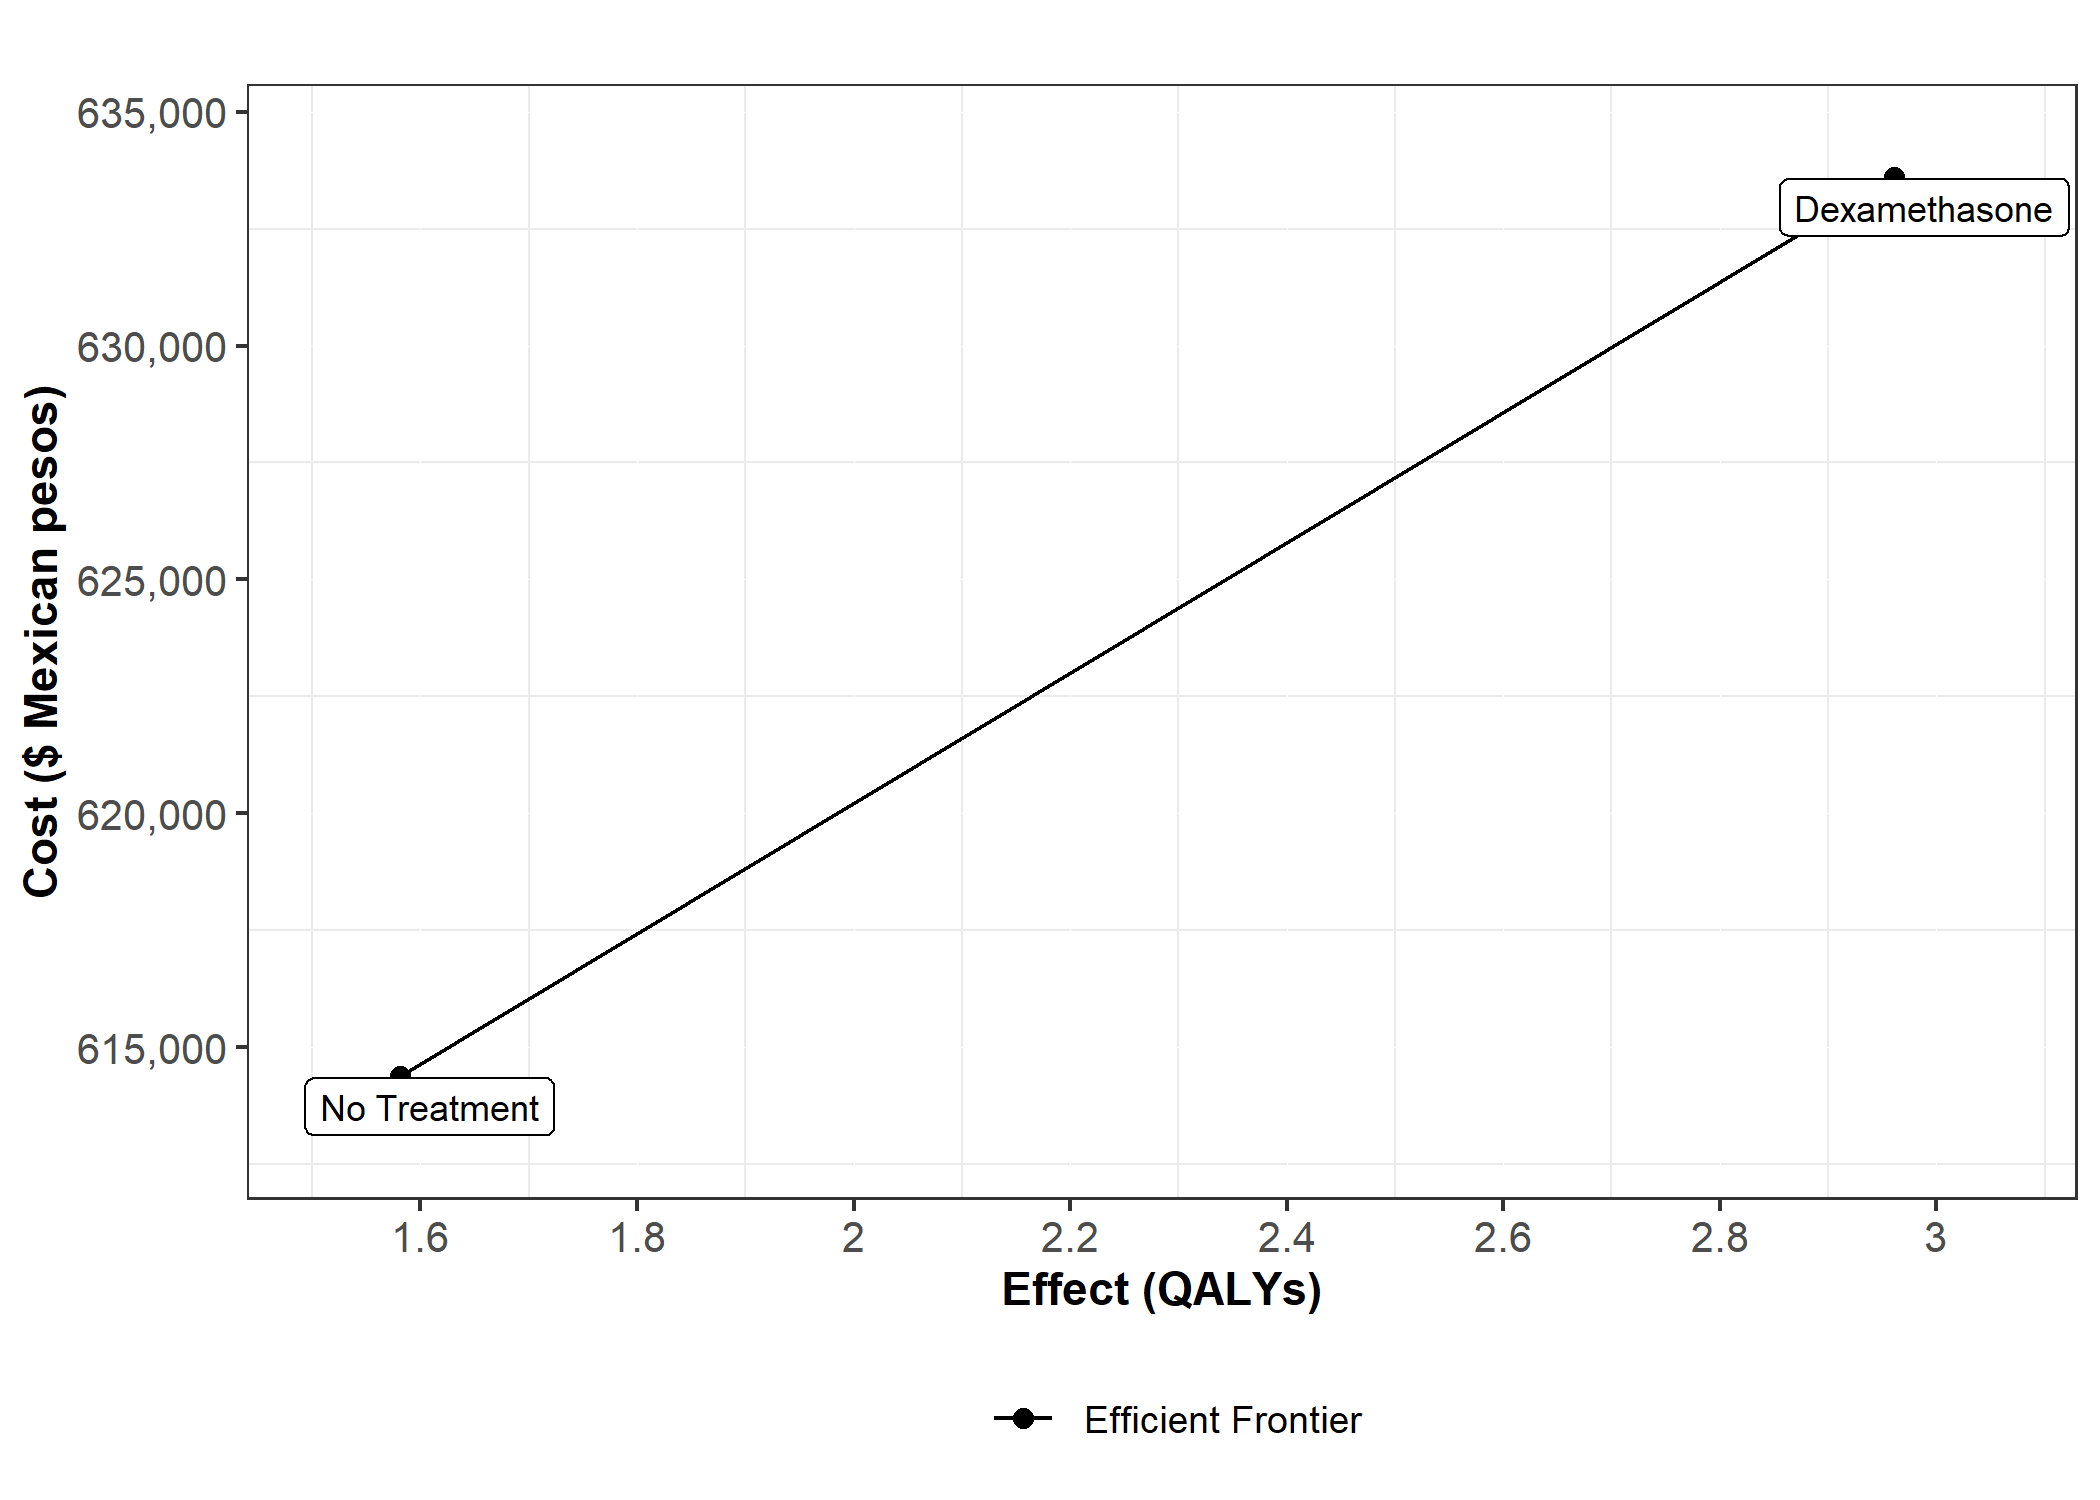 635,000
630,000
625,000
620,000
615,000
Cost ($ Mexican pesos)
Dexamethasone
No Treatment
1.6 1.8 2 2.2 2.4 2.6 2.8 3
Effect (QALYs)
Efficient Frontier